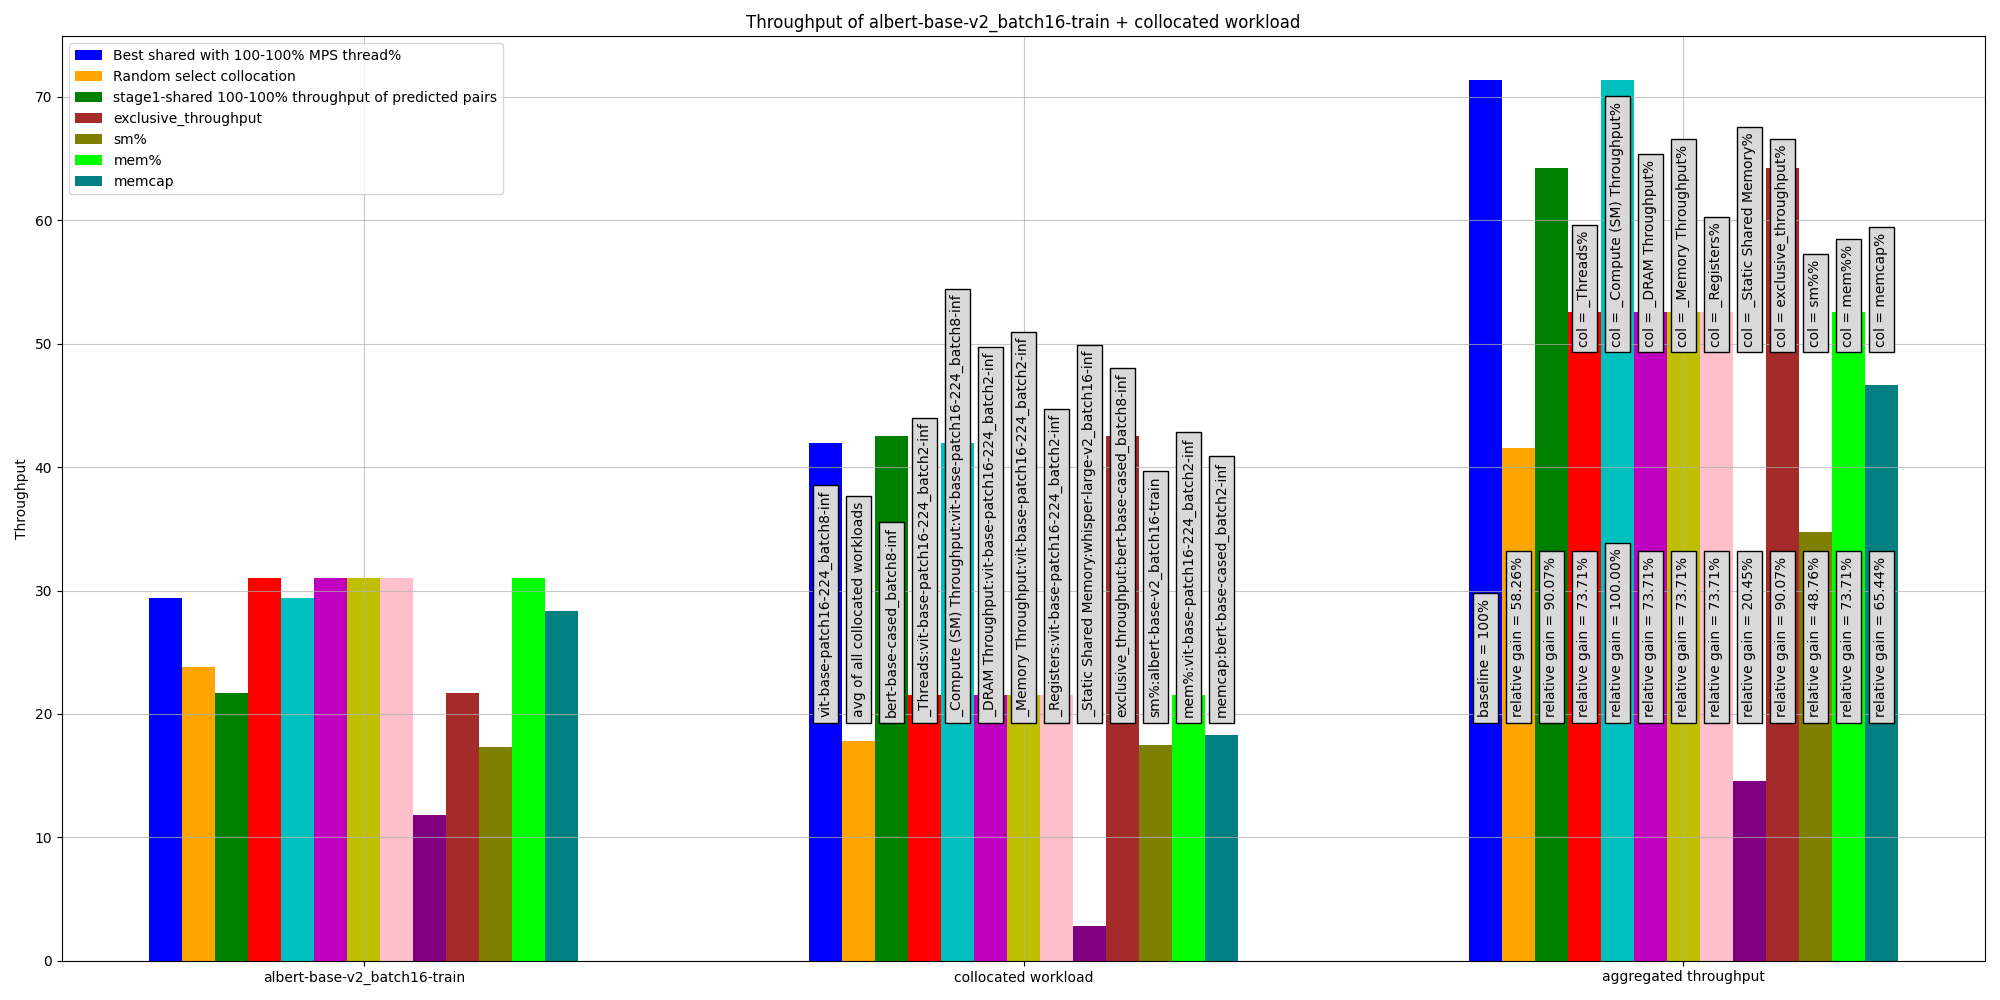 Throughput of albert-base-v2_batch16-train + collocated workload
Best shared with 100-100% MPS thread%
Random select collocation
stage1-shared 100-100% throughput of predicted pairs
exclusive_throughput
sm%
mem%
memcap
Throughput
70
60
50
40
30
20
10
0
vit-base-patch16-224_batch8-inf
avg of all collocated workloads
bert-base-cased_batch8-inf
_Threads:vit-base-patch16-224_batch2-inf
_Compute (SM) Throughput:vit-base-patch16-224_batch8-inf
_DRAM Throughput:vit-base-patch16-224_batch2-inf
_Memory Throughput:vit-base-patch16-224_batch2-inf
_Registers:vit-base-patch16-224_batch2-inf
_Static Shared Memory:whisper-large-v2_batch16-inf
exclusive_throughput:bert-base-cased_batch8-inf
sm%:albert-base-v2_batch16-train
mem%:vit-base-patch16-224_batch2-inf
memcap:bert-base-cased_batch2-inf
col = _Threads%
col = _Compute (SM) Throughput%
col = _DRAM Throughput%
col = _Memory Throughput%
col = _Registers%
col = _Static Shared Memory%
col = exclusive_throughput%
col = sm%%
col = mem%%
col = memcap%
baseline = 100%
relative gain = 58.26%
relative gain = 90.07%
relative gain = 73.71%
relative gain = 100.00%
relative gain = 73.71%
relative gain = 73.71%
relative gain = 73.71%
relative gain = 20.45%
relative gain = 90.07%
relative gain = 48.76%
relative gain = 73.71%
relative gain = 65.44%
albert-base-v2_batch16-train
collocated workload
aggregated throughput